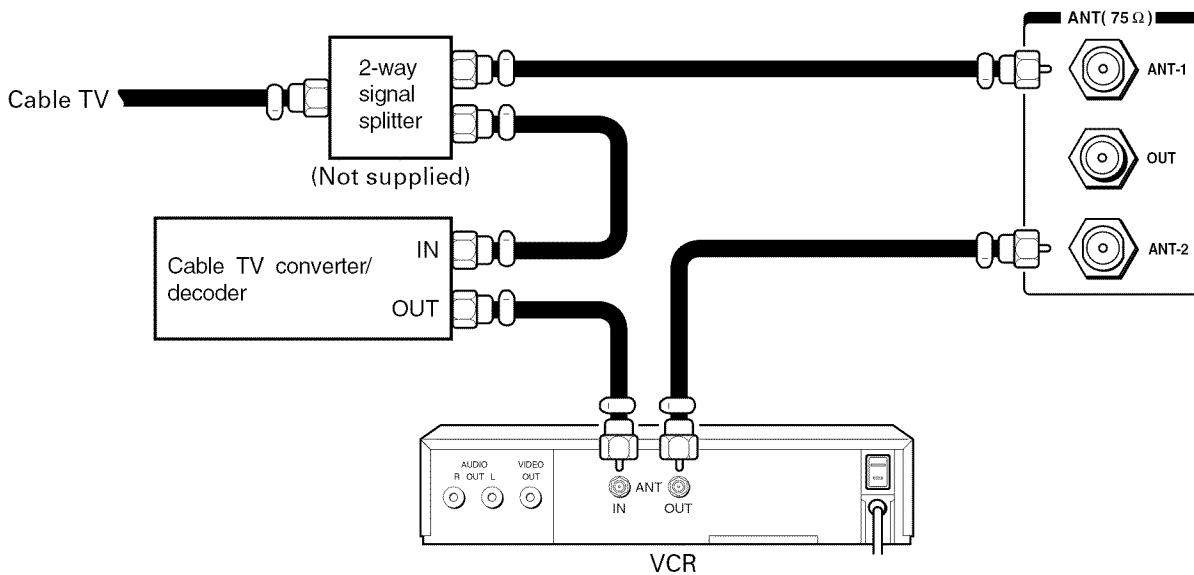 ANT( 75 Ω )
ANT-1
OUT
ANT-2
Cable TV
2-way
signal
splitter
(Not supplied)
Cable TV converter/
decoder
IN
OUT
AUDIO
R OUT L
VIDEO
OUT
ANT
IN
OUT
VCR